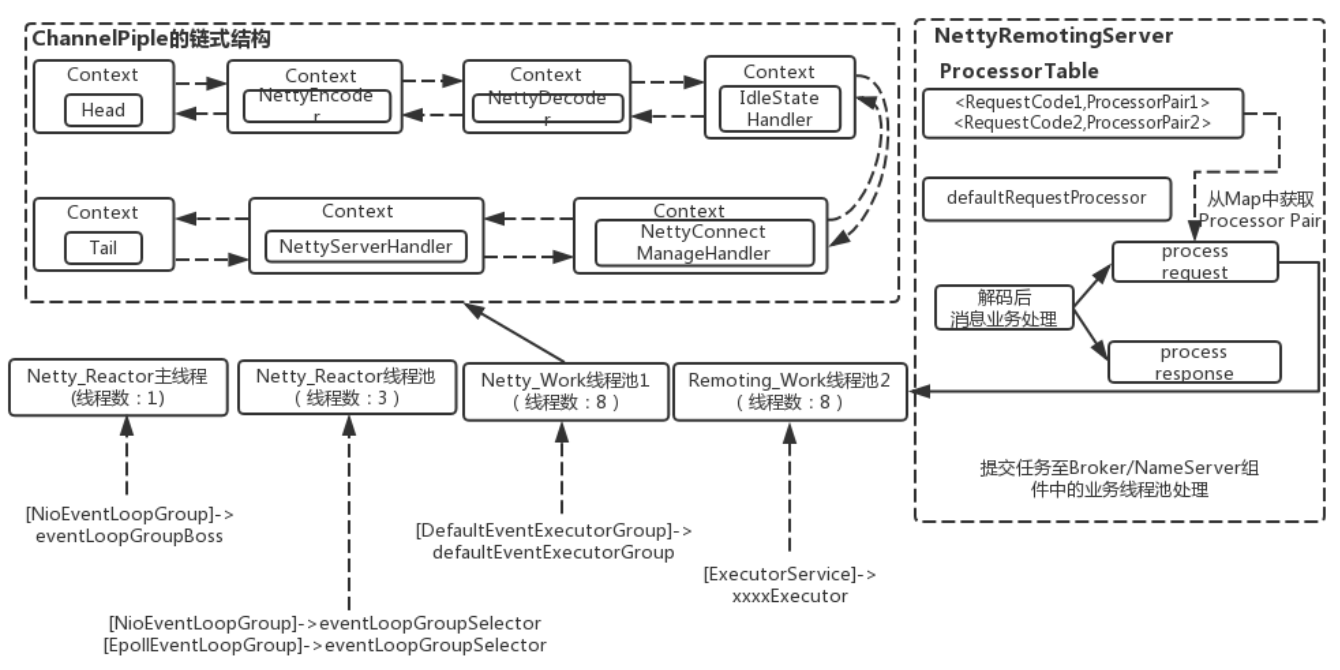 ChannelPiple的链式结构
Context
Head
Context
NettyEncode
r
Context
NettyDecode
r
Context
IdleState
Handler
Context
Tail
Context
NettyServerHandler
Context
NettyConnect
ManageHandler
NettyRemotingServer
ProcessorTable
<RequestCode1,ProcessorPair1>
<RequestCode2,ProcessorPair2>
defaultRequestProcessor
从Map中获取
Processor Pair
process
request
解码后
消息业务处理
process
response
提交任务至Broker/NameServer组
件中的业务线程池处理
Netty_Reactor主线程
(线程数：1)
Netty_Reactor线程池
（线程数：3）
Netty_Work线程池1
（线程数：8）
Remoting_Work线程池2
（线程数：8）
[NioEventLoopGroup]->
eventLoopGroupBoss
[NioEventLoopGroup]->eventLoopGroupSelector
[EpollEventLoopGroup]->eventLoopGroupSelector
[DefaultEventExecutorGroup]->
defaultEventExecutorGroup
[ExecutorService]->
xxxxExecutor